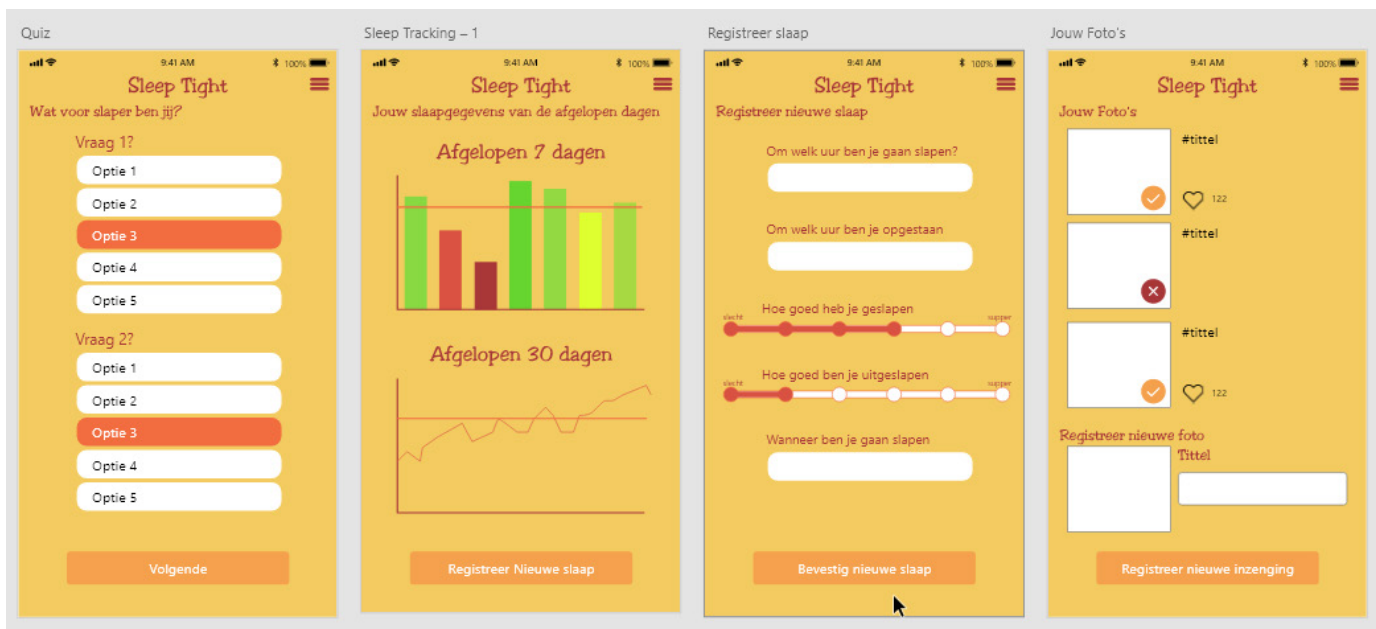 Quiz
9:41 AM
100%
Sleep Tight
Wat voor slaper ben jij?
Vraag 1?
Optie 1
Optie 2
Optie 3
Optie 4
Optie 5
Vraag 2?
Optie 1
Optie 2
Optie 3
Optie 4
Optie 5
Volgende
Sleep Tracking – 1
9:41 AM
100%
Sleep Tight
Jouw slaapgegevens van de afgelopen dagen
Afgelopen 7 dagen
Afgelopen 30 dagen
Registreer Nieuwe slaap
Registreer slaap
9:41 AM
100%
Sleep Tight
Registreer nieuwe slaap
Om welk uur ben je gaan slapen?
Om welk uur ben je opgestaan
Hoe goed heb je geslapen
slecht
supper
Hoe goed ben je uitgeslapen
slecht
supper
Wanneer ben je gaan slapen
Bevestig nieuwe slaap
Jouw Foto's
9:41 AM
100%
Sleep Tight
Jouw Foto's
#tittel
122
#tittel
#tittel
122
Registreer nieuwe foto
Tittel
Registreer nieuwe inzenging